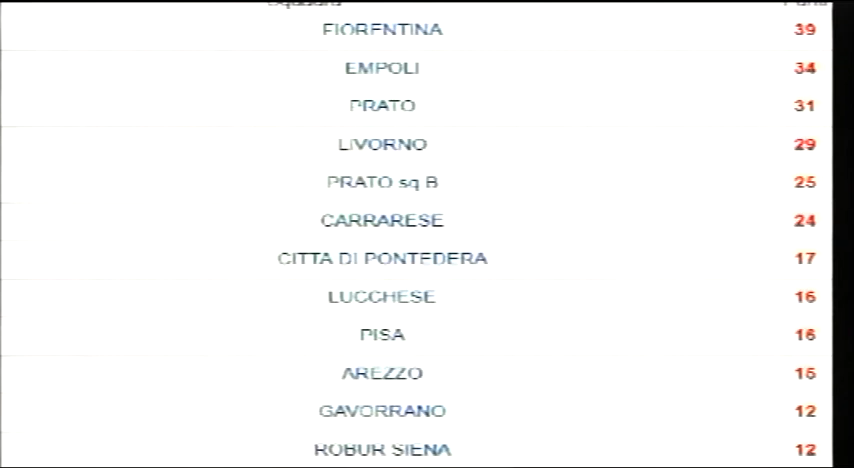 FIORENTINA 39
EMPOLI 34
PRATO 31
LIVORNO 29
PRATO sq B 25
CARRARESE 24
CITTA DI PONTEDERA 17
LUCCHESE 16
PISA 16
AREZZO 15
GAVORRANO 12
ROBUR SIENA 12